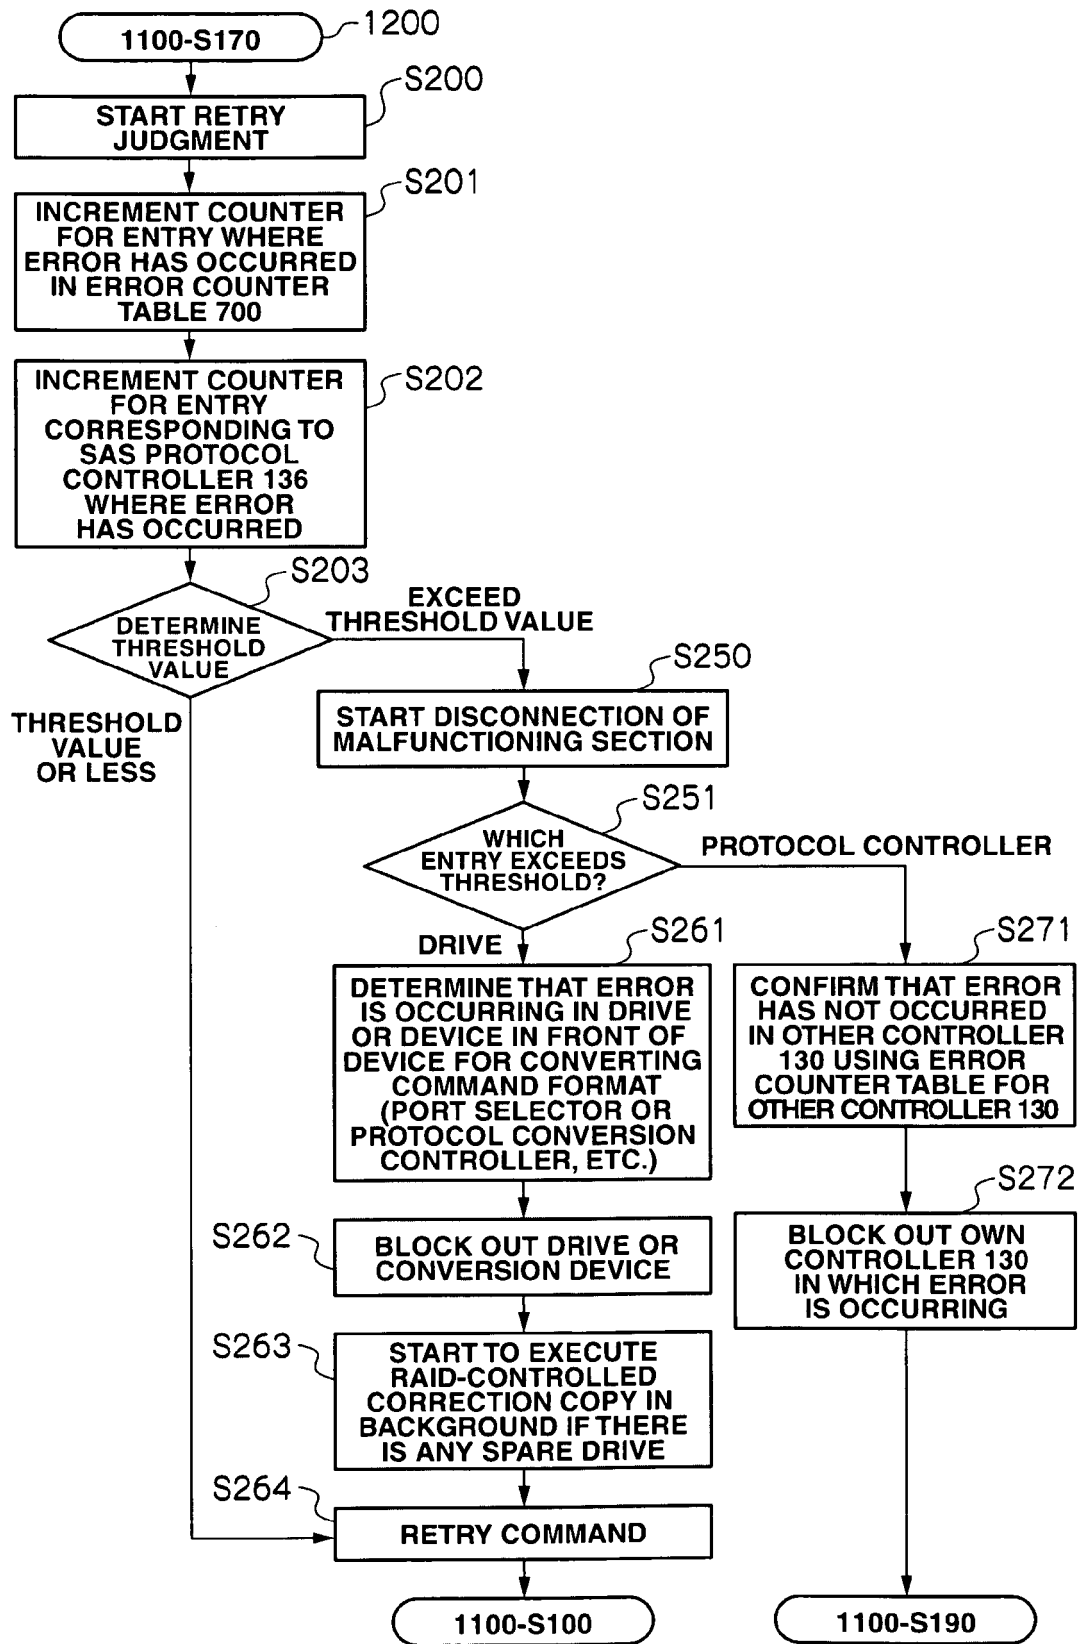 1100-S170
1200
S200
START RETRY
JUDGMENT
S201
INCREMENT COUNTER
FOR ENTRY WHERE
ERROR HAS OCCURRED
IN ERROR COUNTER
TABLE 700
S202
INCREMENT COUNTER
FOR ENTRY
CORRESPONDING TO
SAS PROTOCOL
CONTROLLER 136
WHERE ERROR
HAS OCCURRED
S203
DETERMINE
THRESHOLD
VALUE
EXCEED
THRESHOLD VALUE
THRESHOLD
VALUE
OR LESS
S250
START DISCONNECTION OF
MALFUNCTIONING SECTION
S251
WHICH
ENTRY EXCEEDS
THRESHOLD?
PROTOCOL CONTROLLER
DRIVE
S261
DETERMINE THAT ERROR
IS OCCURRING IN DRIVE
OR DEVICE IN FRONT OF
DEVICE FOR CONVERTING
COMMAND FORMAT
(PORT SELECTOR OR
PROTOCOL CONVERSION
CONTROLLER, ETC.)
S271
CONFIRM THAT ERROR
HAS NOT OCCURRED
IN OTHER CONTROLLER
130 USING ERROR
COUNTER TABLE FOR
OTHER CONTROLLER 130
S262
BLOCK OUT DRIVE OR
CONVERSION DEVICE
S272
BLOCK OUT OWN
CONTROLLER 130
IN WHICH ERROR
IS OCCURRING
S263
START TO EXECUTE
RAID-CONTROLLED
CORRECTION COPY IN
BACKGROUND IF THERE
IS ANY SPARE DRIVE
S264
RETRY COMMAND
1100-S100
1100-S190